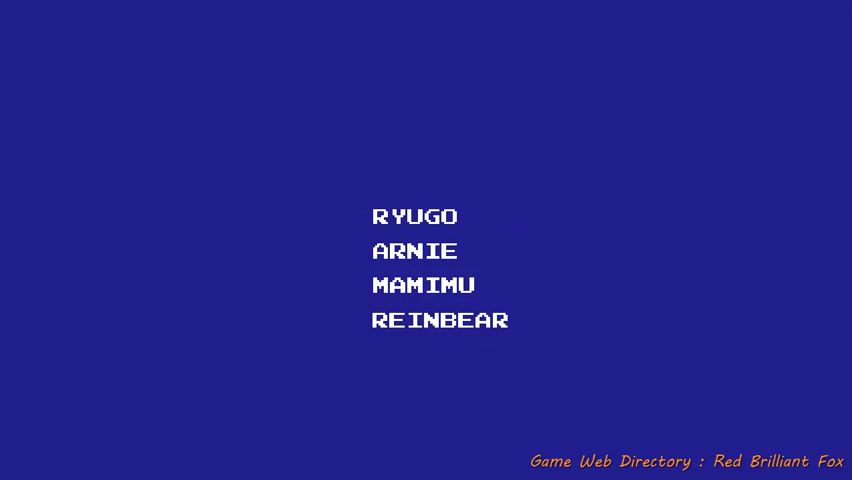 RYUGO
ARNIE
MAMIMU
REINBEAR
Game Web Directory : Red Brilliant Fox